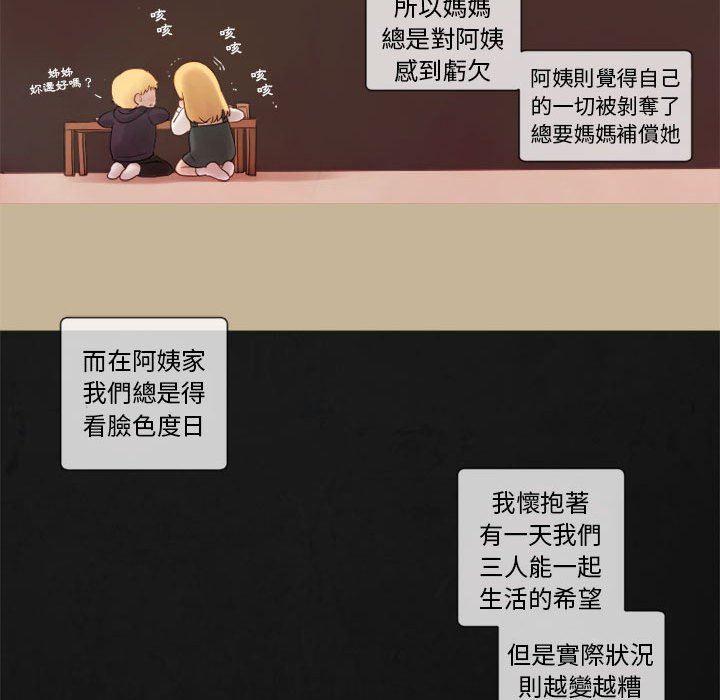 所以媽媽
總是對阿姨
感到虧欠
阿姨則覺得自己
的一切被剝奪了
總要媽媽補償她
咳咳
咳咳
咳咳
姊姊
妳還好嗎？
而在阿姨家
我們總是得
看臉色度日
我懷抱著
有一天我們
三人能一起
生活的希望
但是實際狀況
則越變越糟